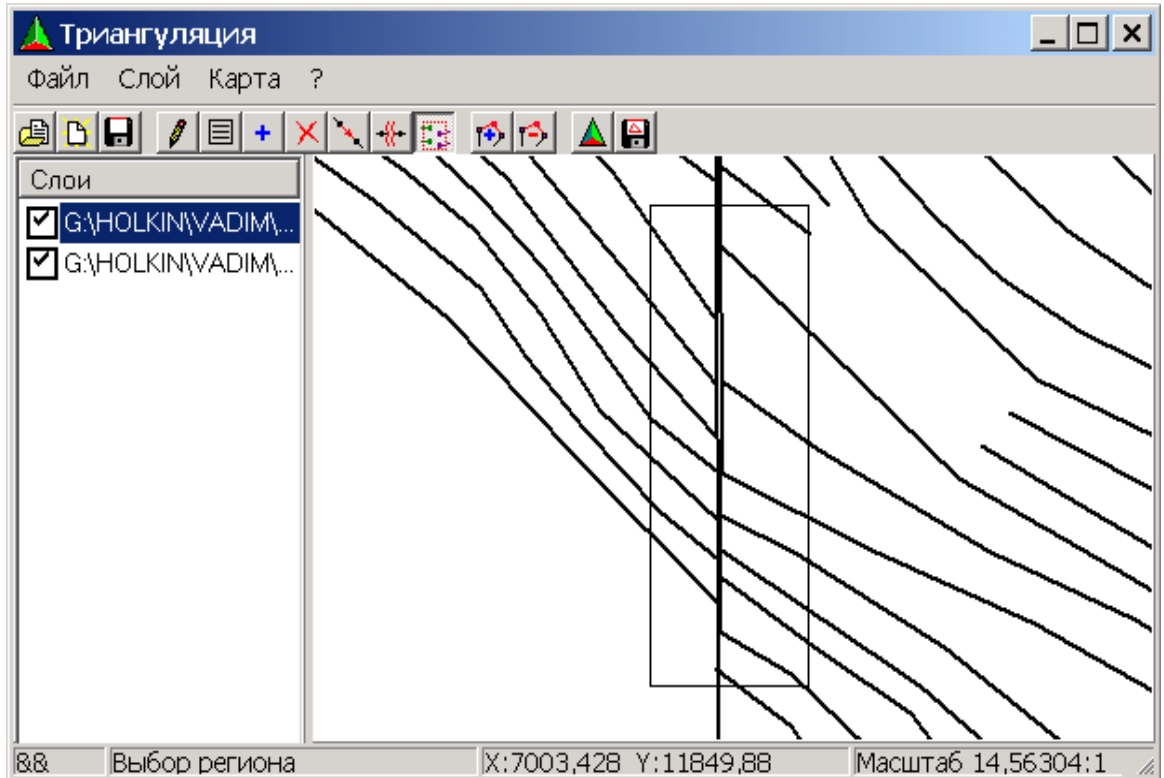 Триангуляция
Файл Слой Карта ?
Слои
G:\HOLKIN\VADIM\...
G:\HOLKIN\VADIM\...
&& Выбор региона X:7003,428 Y:11849,88 Масштаб 14,56304:1